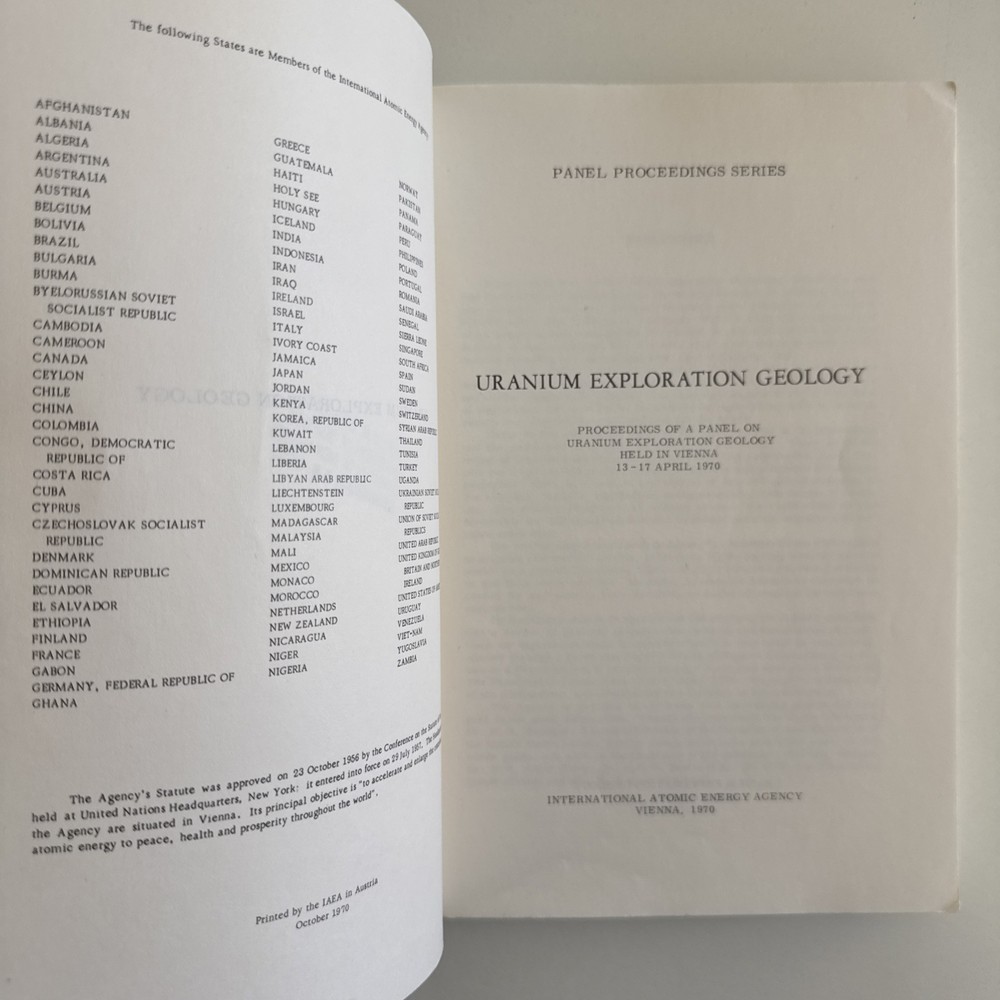 The following States are Members of the International Atomic Energy Agency
AFGHANISTAN
ALBANIA
ALGERIA
ARGENTINA
AUSTRALIA
AUSTRIA
BELGIUM
BOLIVIA
BRAZIL
BULGARIA
BURMA
BYELORUSSIAN SOVIET
SOCIALIST REPUBLIC
CAMBODIA
CAMEROON
CANADA
CEYLON
CHILE
CHINA
COLOMBIA
CONGO, DEMOCRATIC
REPUBLIC OF
COSTA RICA
CUBA
CYPRUS
CZECHOSLOVAK SOCIALIST
REPUBLIC
DENMARK
DOMINICAN REPUBLIC
ECUADOR
EL SALVADOR
ETHIOPIA
FINLAND
FRANCE
GABON
GERMANY, FEDERAL REPUBLIC OF
GHANA
GREECE
GUATEMALA
HAITI
HOLY SEE
HUNGARY
ICELAND
INDIA
INDONESIA
IRAN
IRAQ
IRELAND
ISRAEL
ITALY
IVORY COAST
JAMAICA
JAPAN
JORDAN
KENYA
KOREA, REPUBLIC OF
KUWAIT
LEBANON
LIBERIA
LIBYAN ARAB REPUBLIC
LIECHTENSTEIN
LUXEMBOURG
MADAGASCAR
MALAYSIA
MALI
MEXICO
MONACO
MOROCCO
NETHERLANDS
NEW ZEALAND
NICARAGUA
NIGER
NIGERIA
NORWAY
PAKISTAN
PANAMA
PARAGUAY
PERU
PHILIPPINES
POLAND
PORTUGAL
ROMANIA
SAUDI ARABIA
SENEGAL
SIERRA LEONE
SINGAPORE
SOUTH AFRICA
SPAIN
SUDAN
SWEDEN
SWITZERLAND
SYRIAN ARAB
THAILAND
TUNISIA
TURKEY
UGANDA
UKRAINIAN SOVIET
REPUBLIC
UNION OF SOVIET
REPUBLICS
UNITED ARAB
UNITED KINGDOM OF
BRITAIN AND
IRELAND
UNITED STATES OF
URUGUAY
VENEZUELA
VIET-NAM
YUGOSLAVIA
ZAMBIA
The Agency's Statute was approved on 23 October 1956 by the Conference on the
held at United Nations Headquarters, New York; it entered into force on 29 July 1957. The
the Agency are situated in Vienna. Its principal objective is "to accelerate and enlarge the
atomic energy to peace, health and prosperity throughout the world".
Printed by the IAEA in Austria
October 1970
PANEL PROCEEDINGS SERIES
URANIUM EXPLORATION GEOLOGY
PROCEEDINGS OF A PANEL ON
URANIUM EXPLORATION GEOLOGY
HELD IN VIENNA
13-17 APRIL 1970
INTERNATIONAL ATOMIC ENERGY AGENCY
VIENNA, 1970